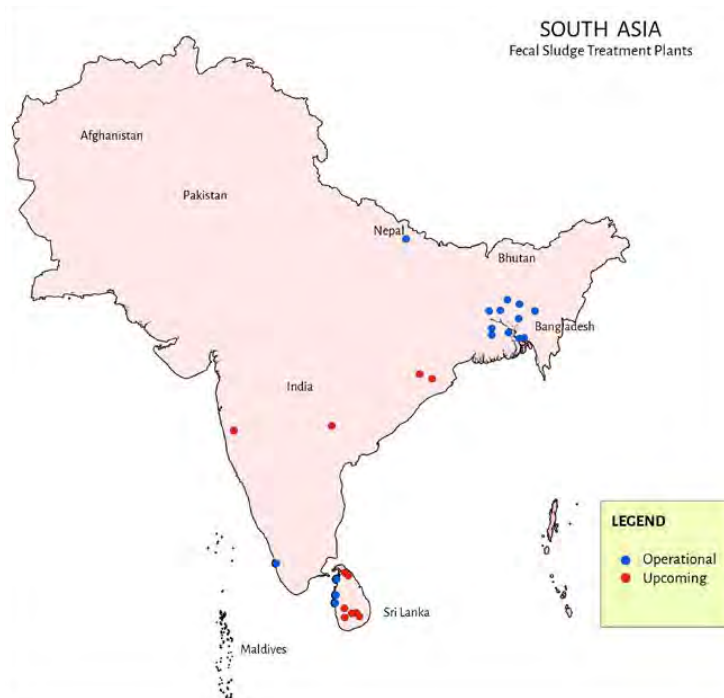 SOUTH ASIA
Fecal Sludge Treatment Plants
Afghanistan
Pakistan
Nepal
Bhutan
Bangladesh
India
LEGEND
Operational
Upcoming
Sri Lanka
Maldives